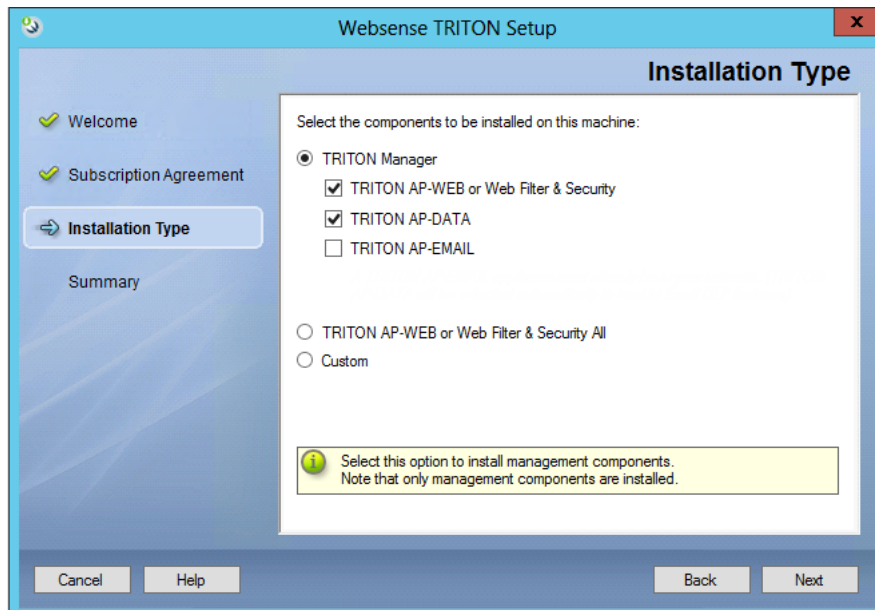 Websense TRITON Setup
x
Installation Type
Welcome
Subscription Agreement
Installation Type
Summary
Select the components to be installed on this machine:
TRITON Manager
TRITON AP-WEB or Web Filter & Security
TRITON AP-DATA
TRITON AP-EMAIL
TRITON AP-WEB or Web Filter & Security All
Custom
Select this option to install management components.
Note that only management components are installed.
Cancel
Help
Back
Next